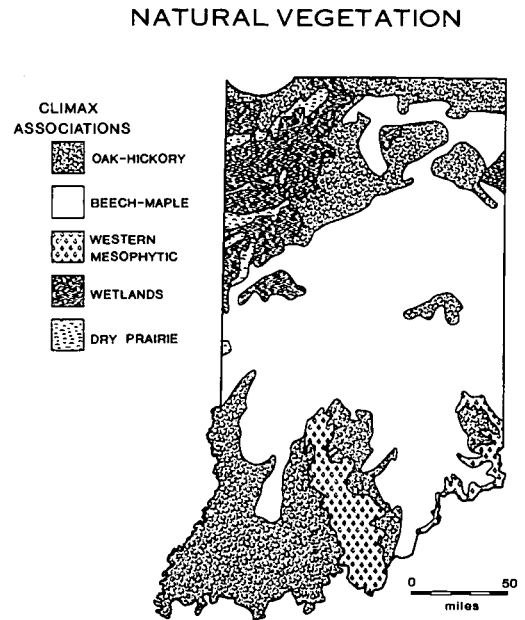 NATURAL VEGETATION
CLIMAX
ASSOCIATIONS
OAK-HICKORY
BEECH-MAPLE
WESTERN
MESOPHYTIC
WETLANDS
DRY PRAIRIE
0 50
miles